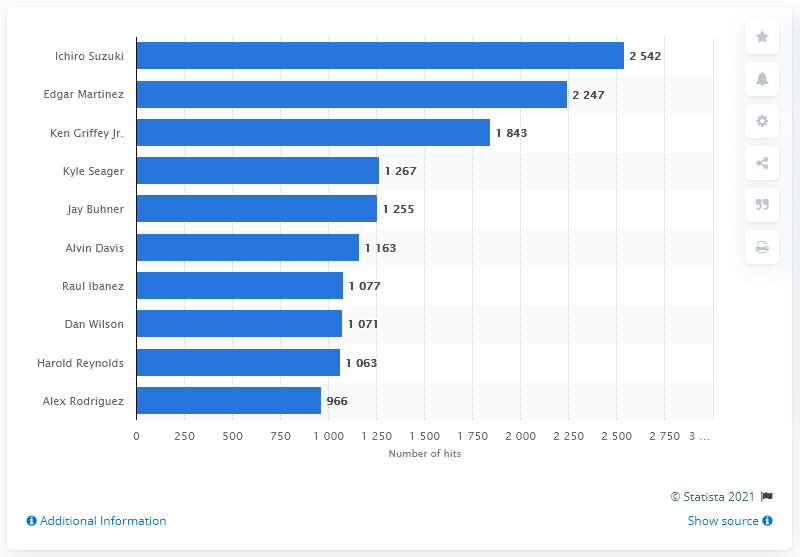 Ichiro Suzuki 2 542
Edgar Martinez 2 247
Ken Griffey Jr. 1 843
Kyle Seager 1 267
Jay Buhner 1 255
Alvin Davis 1 163
Raul Ibanez 1 077
Dan Wilson 1 071
Harold Reynolds 1 063
Alex Rodriguez 966
0 250 500 750 1 000 1 250 1 500 1 750 2 000 2 250 2 500 2 750 3 ...
Number of hits
© Statista 2021
Additional Information Show source